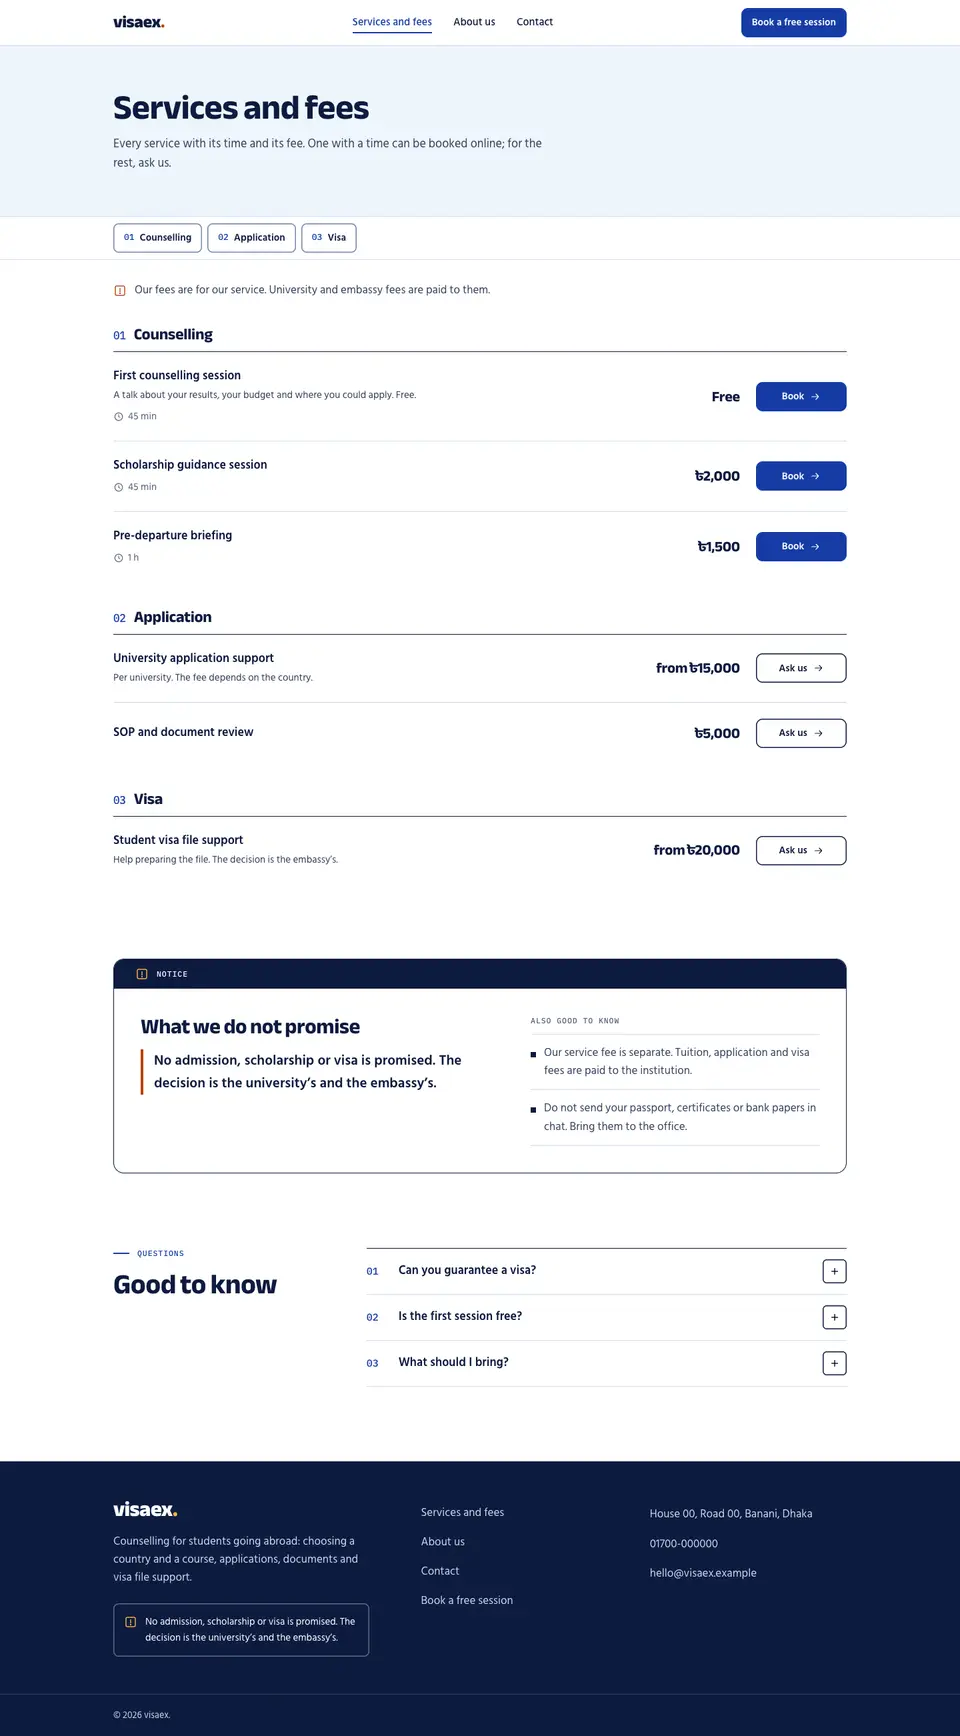 visaex.
Services and fees
About us
Contact
Book a free session
Services and fees
Every service with its time and its fee. One with a time can be booked online; for the
rest, ask us.
01 Counselling
02 Application
03 Visa
Our fees are for our service. University and embassy fees are paid to them.
01 Counselling
First counselling session
A talk about your results, your budget and where you could apply. Free.
45 min
Free
Book →
Scholarship guidance session
45 min
৳2,000
Book →
Pre-departure briefing
1 h
৳1,500
Book →
02 Application
University application support
Per university. The fee depends on the country.
from ৳15,000
Ask us →
SOP and document review
৳5,000
Ask us →
03 Visa
Student visa file support
Help preparing the file. The decision is the embassy’s.
from ৳20,000
Ask us →
NOTICE
What we do not promise
No admission, scholarship or visa is promised. The
decision is the university’s and the embassy’s.
ALSO GOOD TO KNOW
Our service fee is separate. Tuition, application and visa
fees are paid to the institution.
Do not send your passport, certificates or bank papers in
chat. Bring them to the office.
QUESTIONS
Good to know
01 Can you guarantee a visa? +
02 Is the first session free? +
03 What should I bring? +
visaex.
Counselling for students going abroad: choosing a
country and a course, applications, documents and
visa file support.
No admission, scholarship or visa is promised. The
decision is the university’s and the embassy’s.
Services and fees
About us
Contact
Book a free session
House 00, Road 00, Banani, Dhaka
01700-000000
hello@visaex.example
© 2026 visaex.